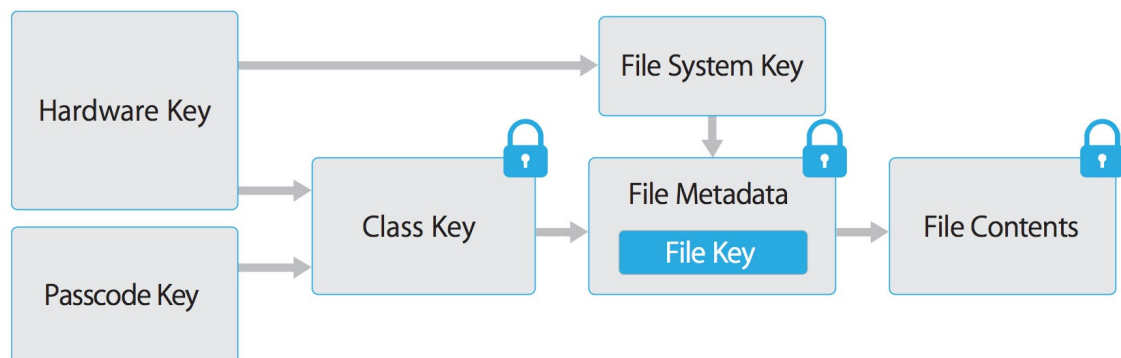 Hardware Key
File System Key
Class Key
File Metadata
File Key
File Contents
Passcode Key